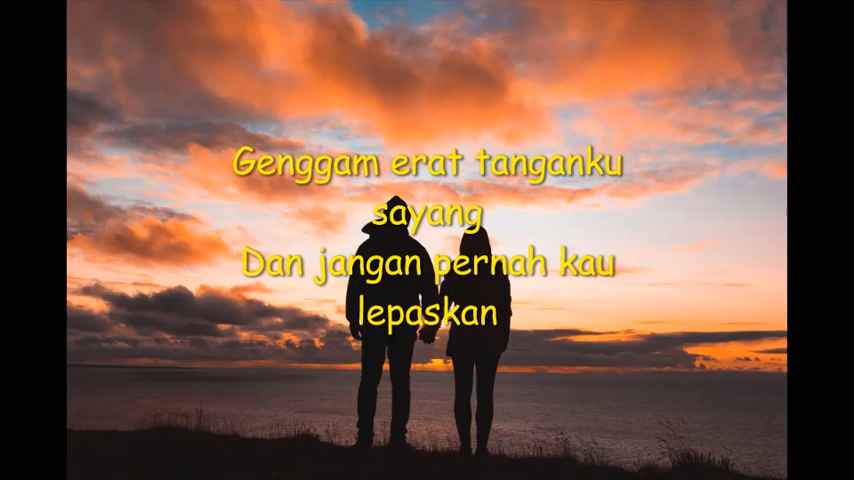 Genggam erat tanganku
sayang
Dan jangan pernah kau
lepaskan